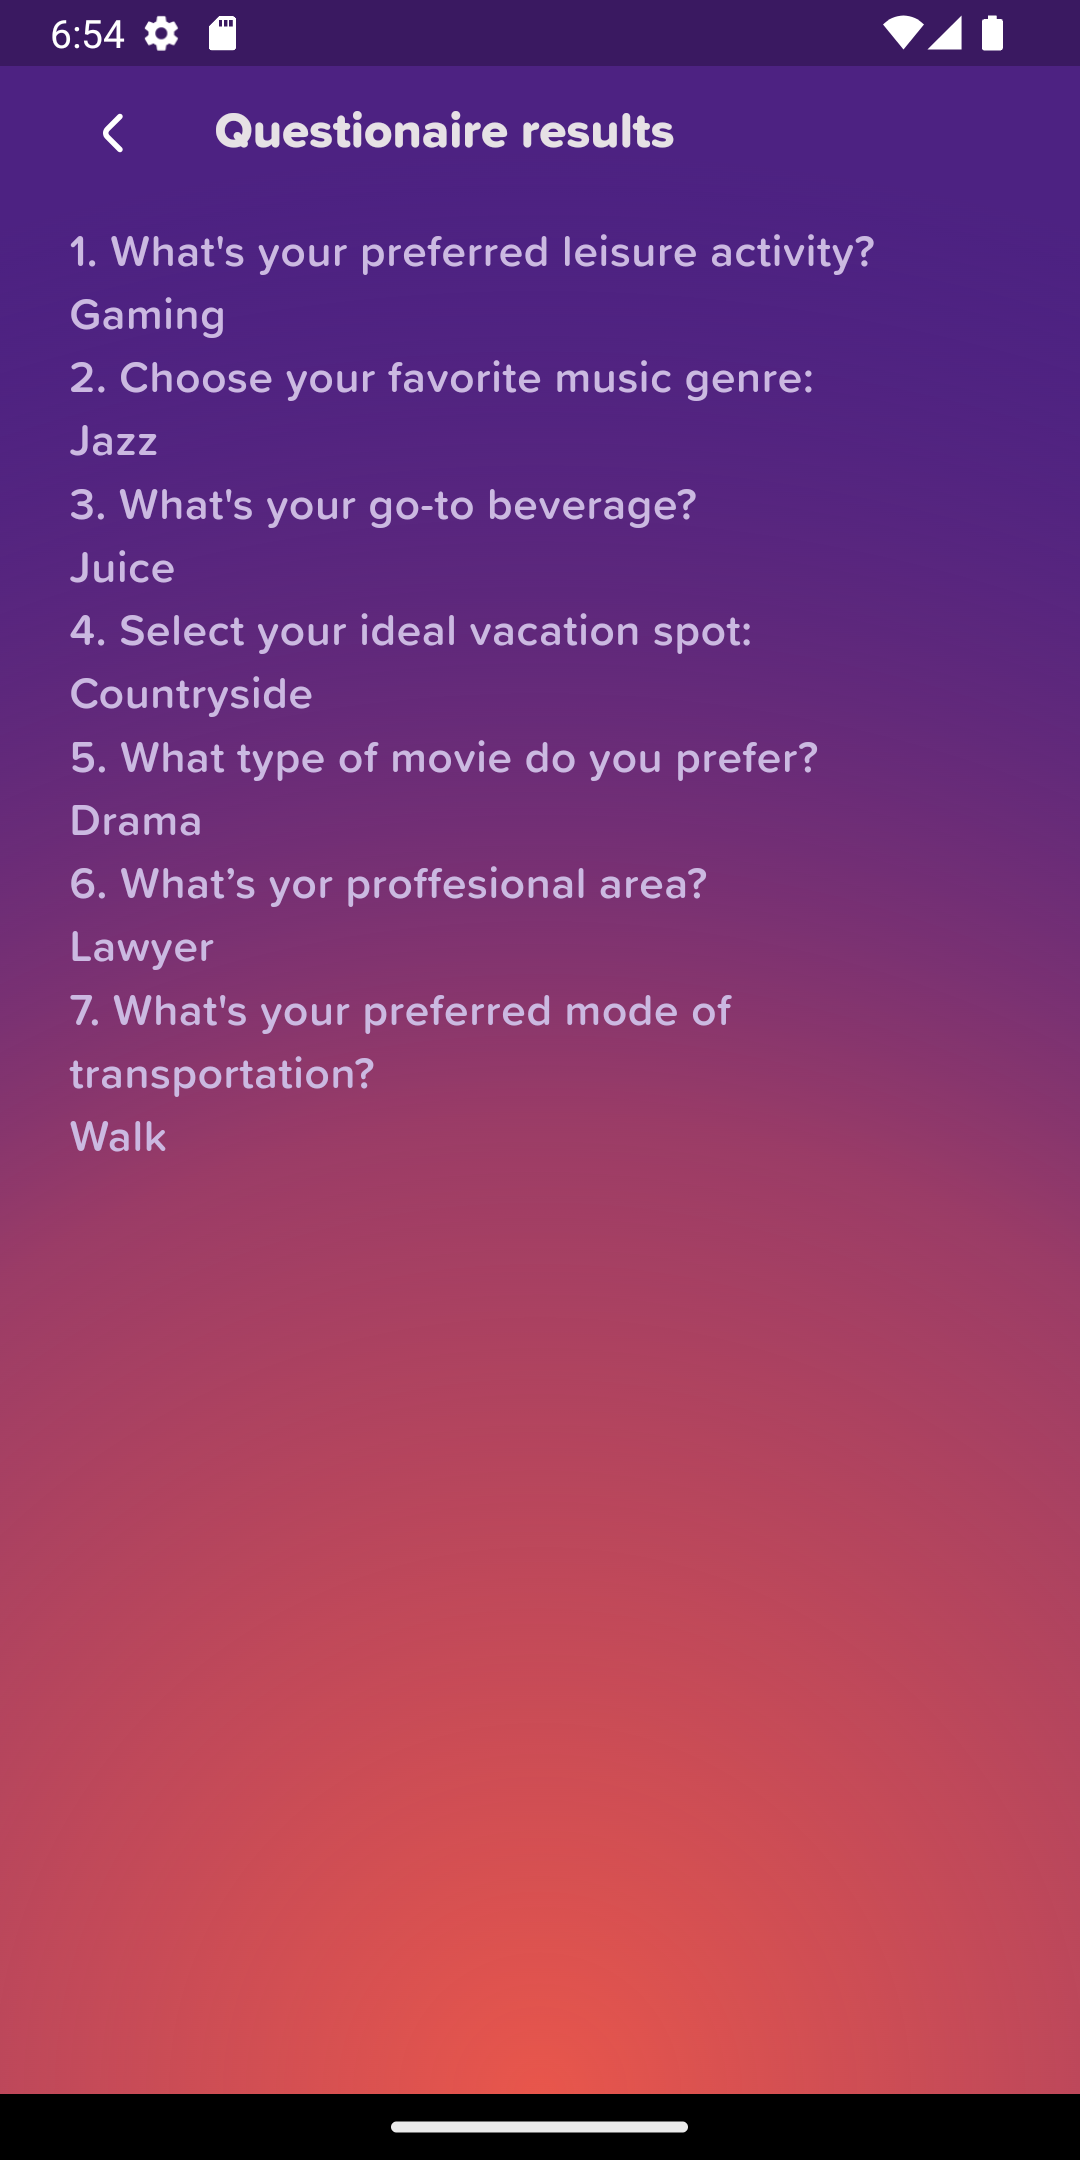 6:54
Questionaire results
1. What's your preferred leisure activity?
Gaming
2. Choose your favorite music genre:
Jazz
3. What's your go-to beverage?
Juice
4. Select your ideal vacation spot:
Countryside
5. What type of movie do you prefer?
Drama
6. What’s yor proffesional area?
Lawyer
7. What's your preferred mode of
transportation?
Walk